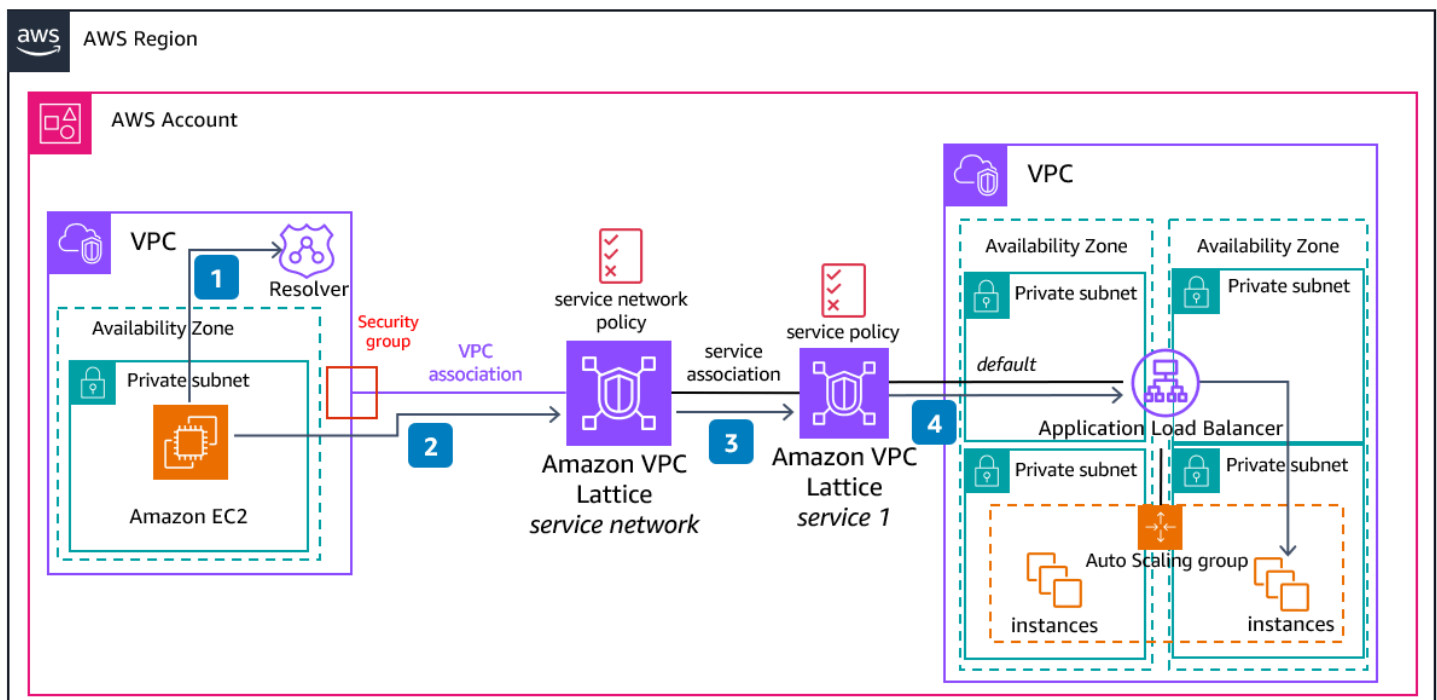 aws
AWS Region
AWS Account
VPC
1
Resolver
Availability Zone
Private subnet
Amazon EC2
Security
group
VPC
association
2
service network
policy
Amazon VPC
Lattice
service network
service
association
3
service policy
Amazon VPC
Lattice
service 1
default
4
VPC
Availability Zone
Availability Zone
Private subnet
Private subnet
Application Load Balancer
Private subnet
Private subnet
Auto Scaling group
instances
instances